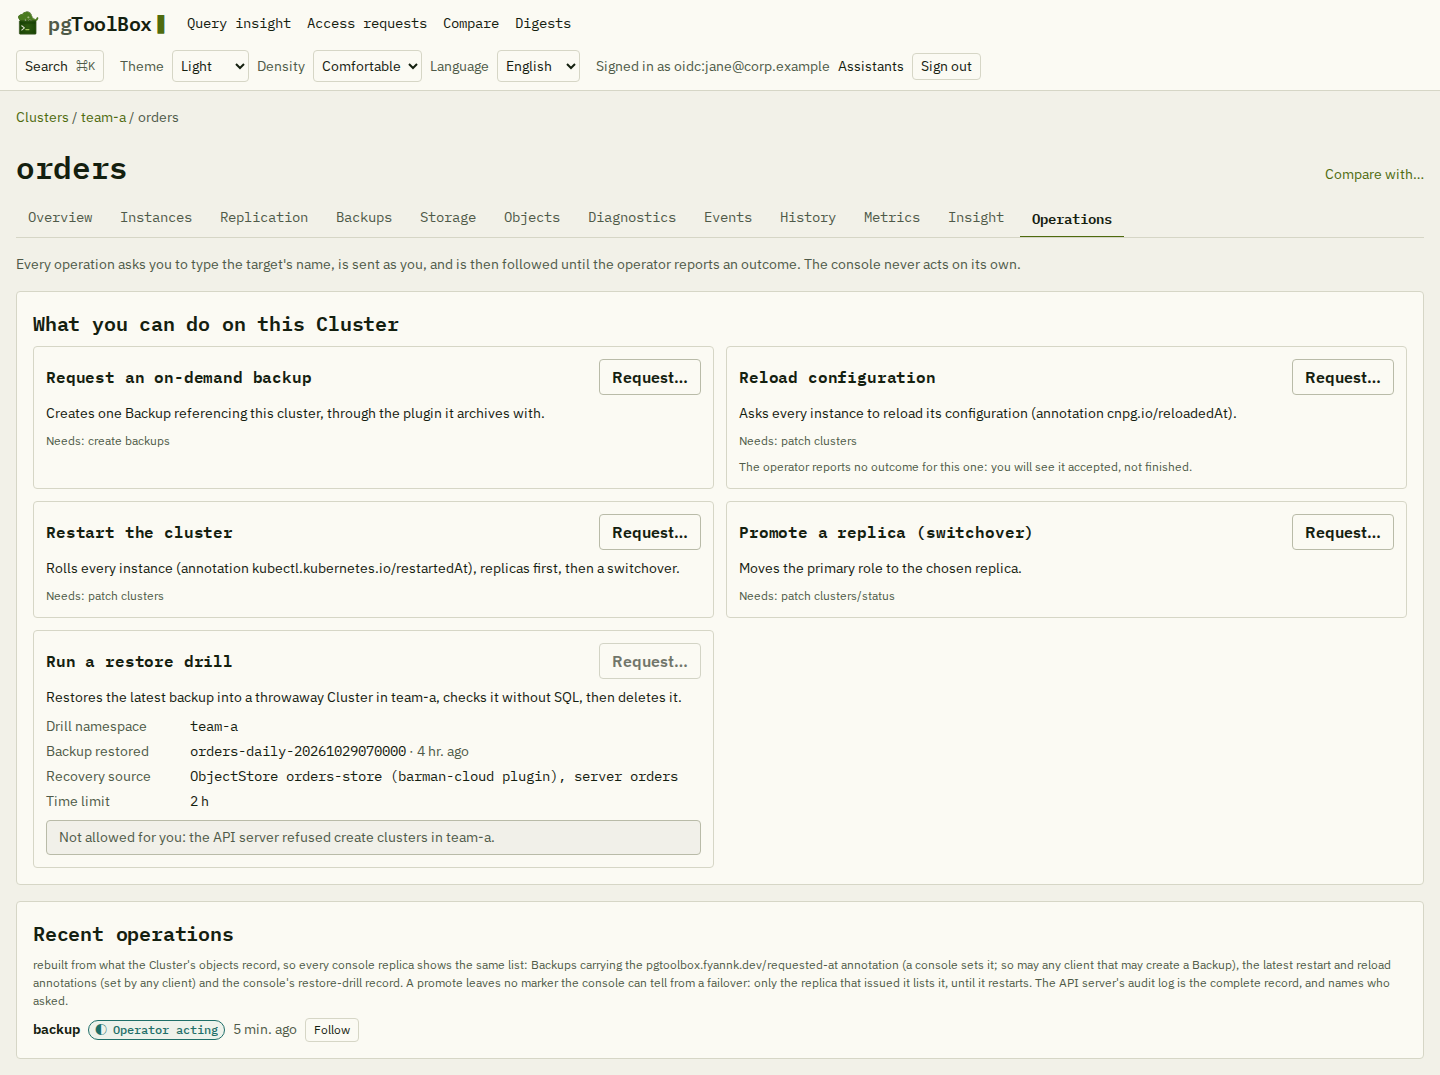 pgToolBox
Query insight Access requests Compare Digests
Search ⌘K Theme Light Density Comfortable Language English Signed in as oidc:jane@corp.example Assistants Sign out
Clusters / team-a / orders
orders
Compare with...
Overview Instances Replication Backups Storage Objects Diagnostics Events History Metrics Insight Operations
Every operation asks you to type the target's name, is sent as you, and is then followed until the operator reports an outcome. The console never acts on its own.
What you can do on this Cluster
Request an on-demand backup
Request...
Creates one Backup referencing this cluster, through the plugin it archives with.
Needs: create backups
Reload configuration
Request...
Asks every instance to reload its configuration (annotation cnpg.io/reloadedAt).
Needs: patch clusters
The operator reports no outcome for this one: you will see it accepted, not finished.
Restart the cluster
Request...
Rolls every instance (annotation kubectl.kubernetes.io/restartedAt), replicas first, then a switchover.
Needs: patch clusters
Promote a replica (switchover)
Request...
Moves the primary role to the chosen replica.
Needs: patch clusters/status
Run a restore drill
Request...
Restores the latest backup into a throwaway Cluster in team-a, checks it without SQL, then deletes it.
Drill namespace team-a
Backup restored orders-daily-20261029070000 · 4 hr. ago
Recovery source ObjectStore orders-store (barman-cloud plugin), server orders
Time limit 2 h
Not allowed for you: the API server refused create clusters in team-a.
Recent operations
rebuilt from what the Cluster's objects record, so every console replica shows the same list: Backups carrying the pgtoolbox.fyannk.dev/requested-at annotation (a console sets it; so may any client that may create a Backup), the latest restart and reload
annotations (set by any client) and the console's restore-drill record. A promote leaves no marker the console can tell from a failover: only the replica that issued it lists it, until it restarts. The API server's audit log is the complete record, and names who
asked.
backup Operator acting 5 min. ago Follow